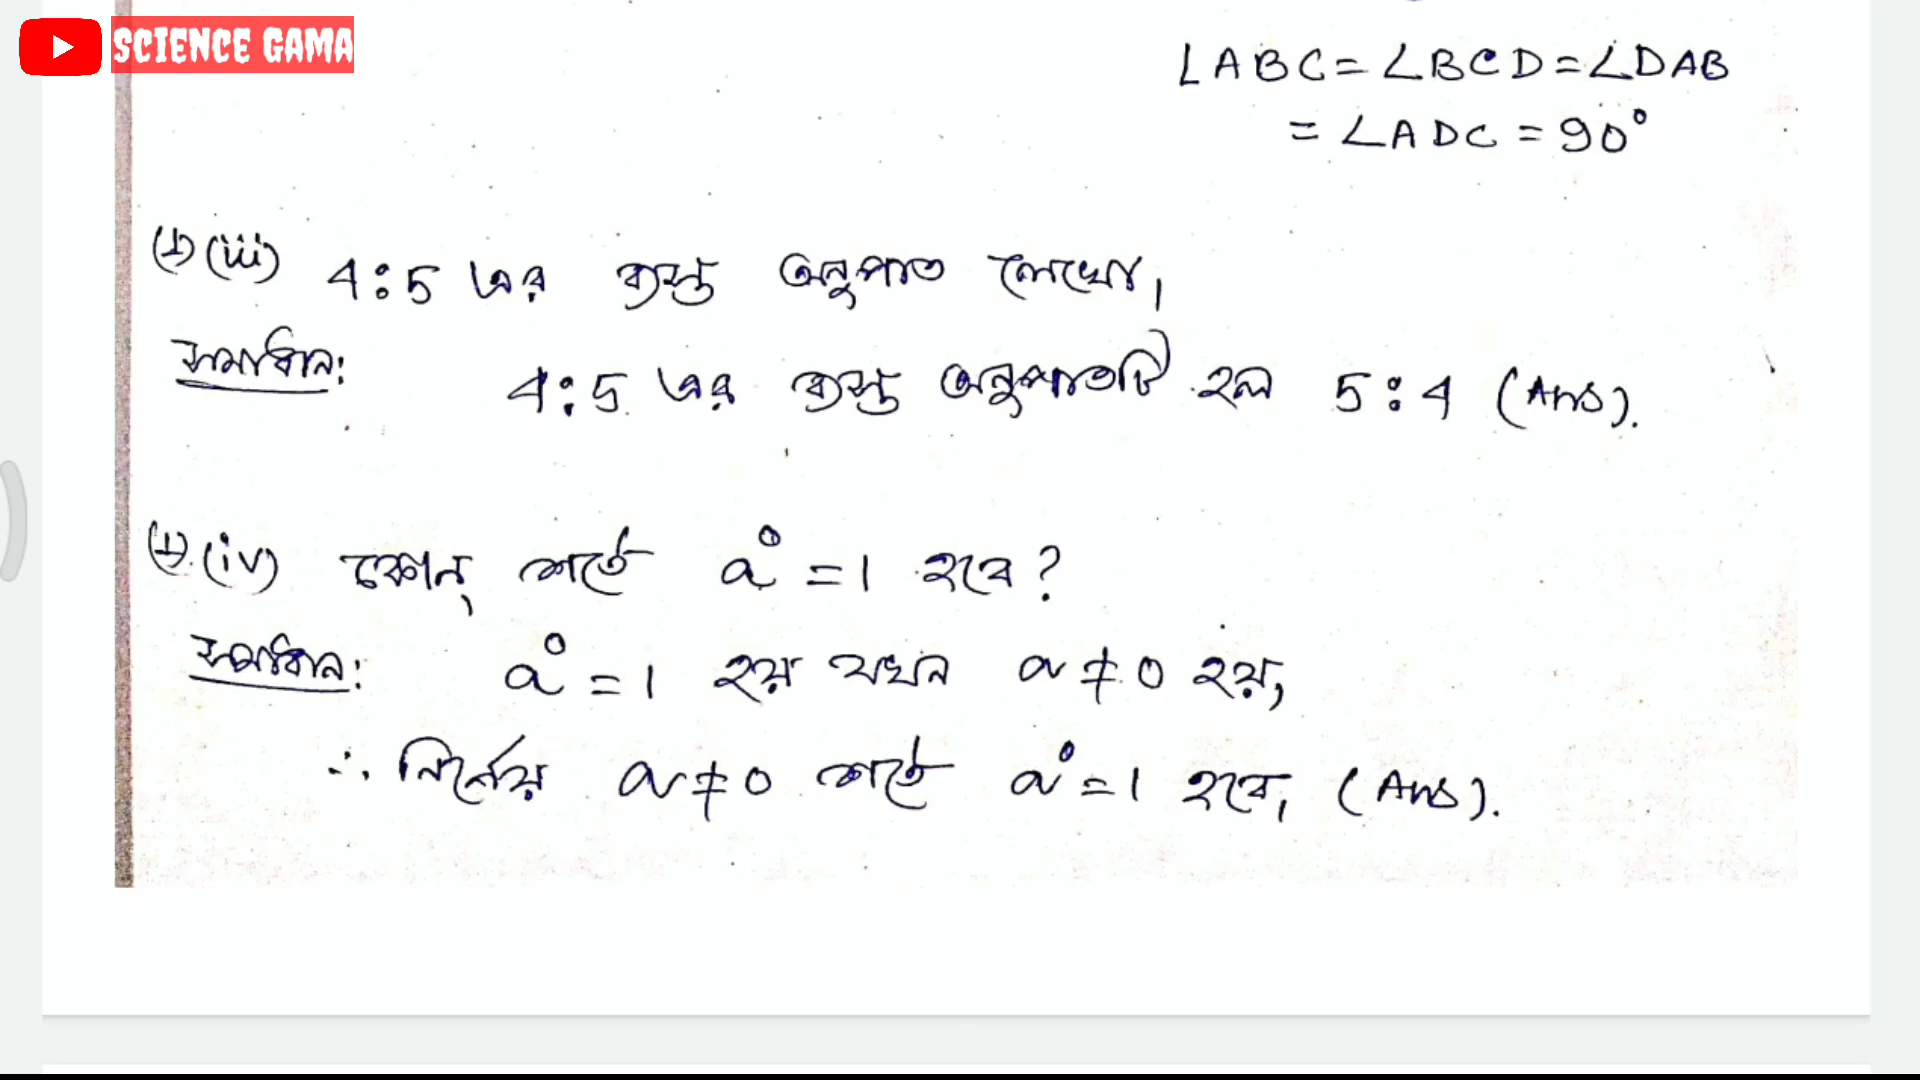 SCIENCE GAMA
∠ABC = ∠BCD = ∠DAB
= ∠ADC = 90°
(1) (iii) 4:5 এর ব্যস্ত অনুপাত লেখো।
সমাধান: 4:5 এর ব্যস্ত অনুপাতটি হল 5:4 (Ans).
(1).(iv) কোন্ শর্তে a⁰ = 1 হবে?
সমাধান: a⁰ = 1 হয় যখন a ≠ 0 হয়,
∴ নির্ণেয় a ≠ 0 শর্তে a⁰ = 1 হবে, (Ans).